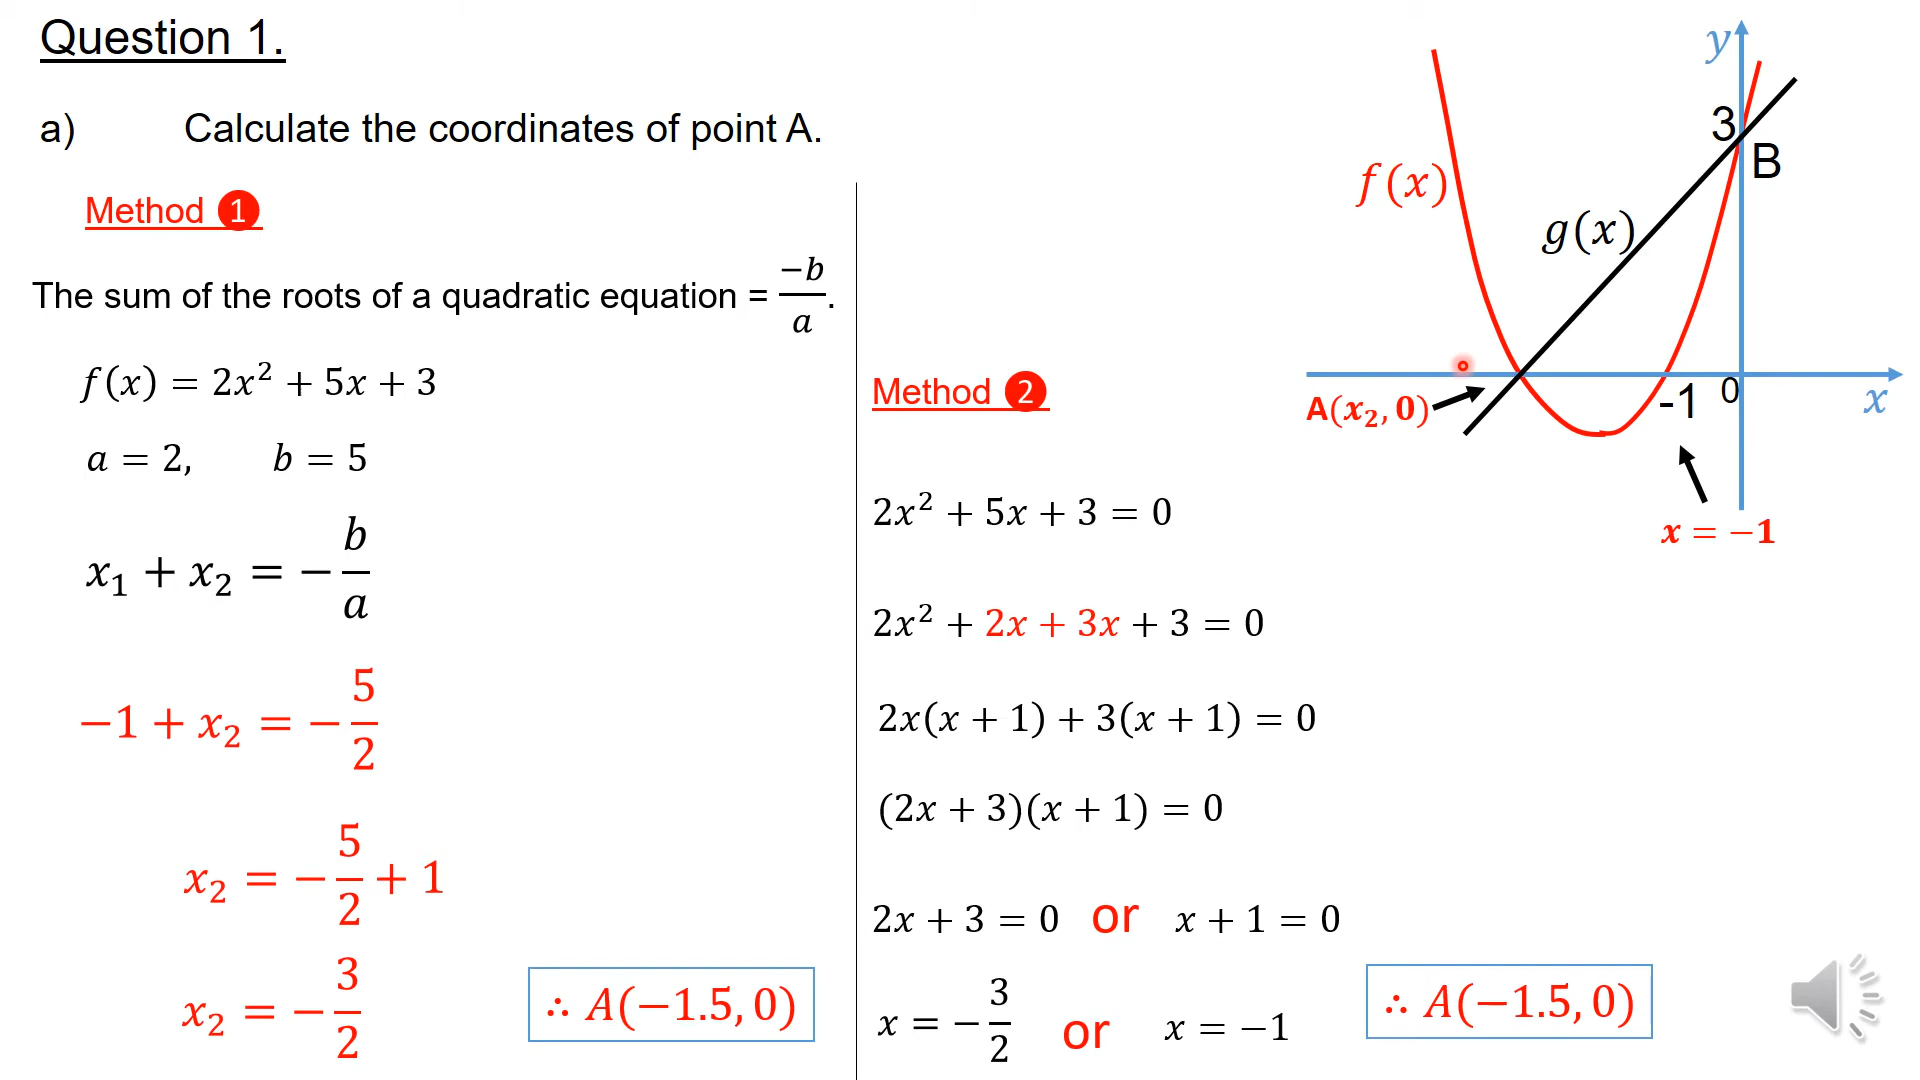 Question 1.
a) Calculate the coordinates of point A.
Method ❶
The sum of the roots of a quadratic equation = −b/a.
f(x) = 2x² + 5x + 3
a = 2, b = 5
x₁ + x₂ = −b/a
−1 + x₂ = −5/2
x₂ = −5/2 + 1
x₂ = −3/2
∴ A(−1.5, 0)
Method ❷
2x² + 5x + 3 = 0
2x² + 2x + 3x + 3 = 0
2x(x + 1) + 3(x + 1) = 0
(2x + 3)(x + 1) = 0
2x + 3 = 0 or x + 1 = 0
x = −3/2 or x = −1
∴ A(−1.5, 0)
y
3
B
f(x)
g(x)
A(x₂, 0)
-1
0
x
x = −1